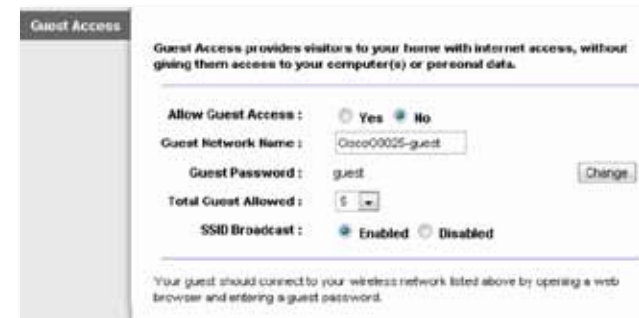 Guest Access
Guest Access provides visitors to your home with internet access, without
giving them access to your computer(s) or personal data.
Allow Guest Access : Yes No
Guest Network Name : Cisco00025-guest
Guest Password : guest Change
Total Guest Allowed : 5
SSID Broadcast : Enabled Disabled
Your guest should connect to your wireless network listed above by opening a web
browser and entering a guest password.